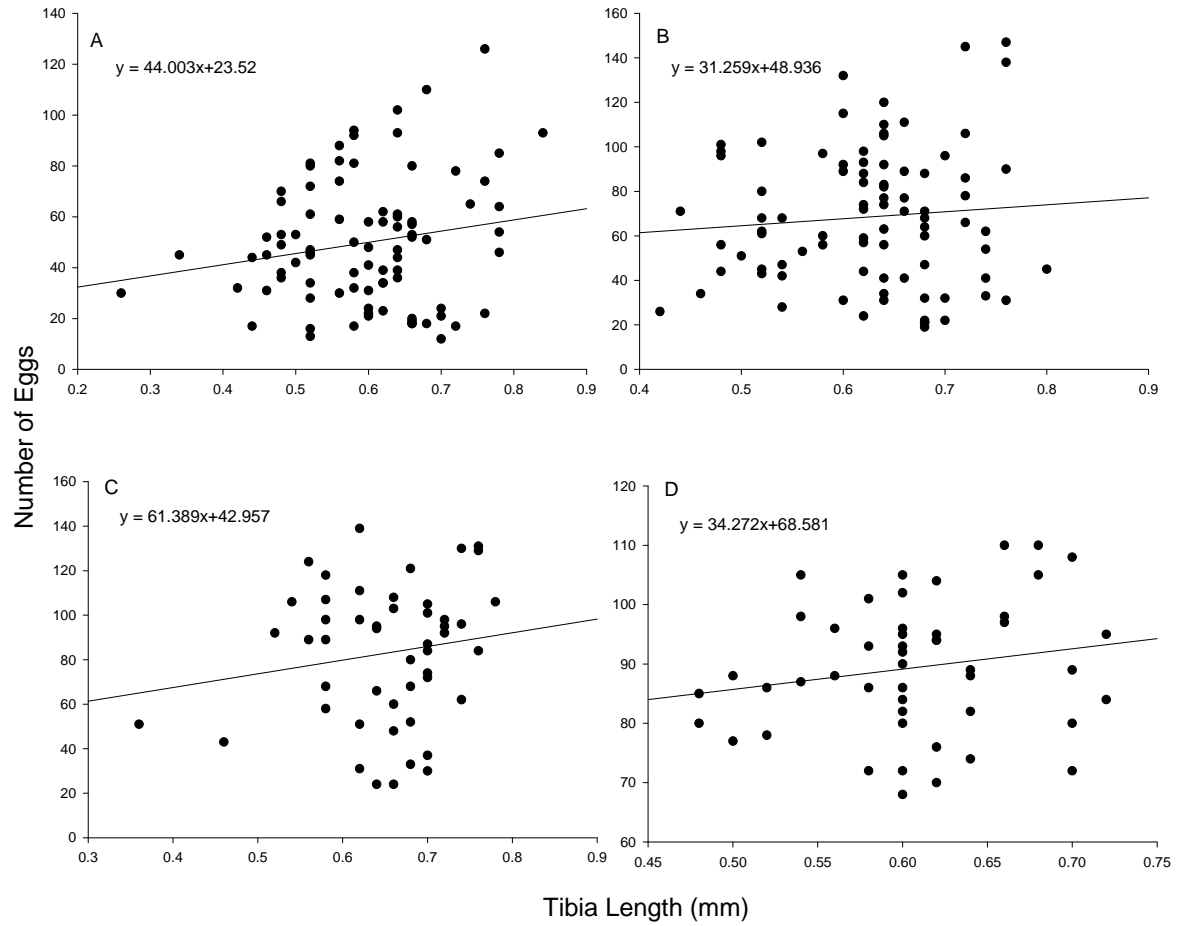 A
y = 44.003x+23.52
140
120
100
80
60
40
20
0
0.2 0.3 0.4 0.5 0.6 0.7 0.8 0.9
B
y = 31.259x+48.936
160
140
120
100
80
60
40
20
0
0.4 0.5 0.6 0.7 0.8 0.9
Number of Eggs
C
y = 61.389x+42.957
160
140
120
100
80
60
40
20
0
0.3 0.4 0.5 0.6 0.7 0.8 0.9
D
y = 34.272x+68.581
120
110
100
90
80
70
60
0.45 0.50 0.55 0.60 0.65 0.70 0.75
Tibia Length (mm)